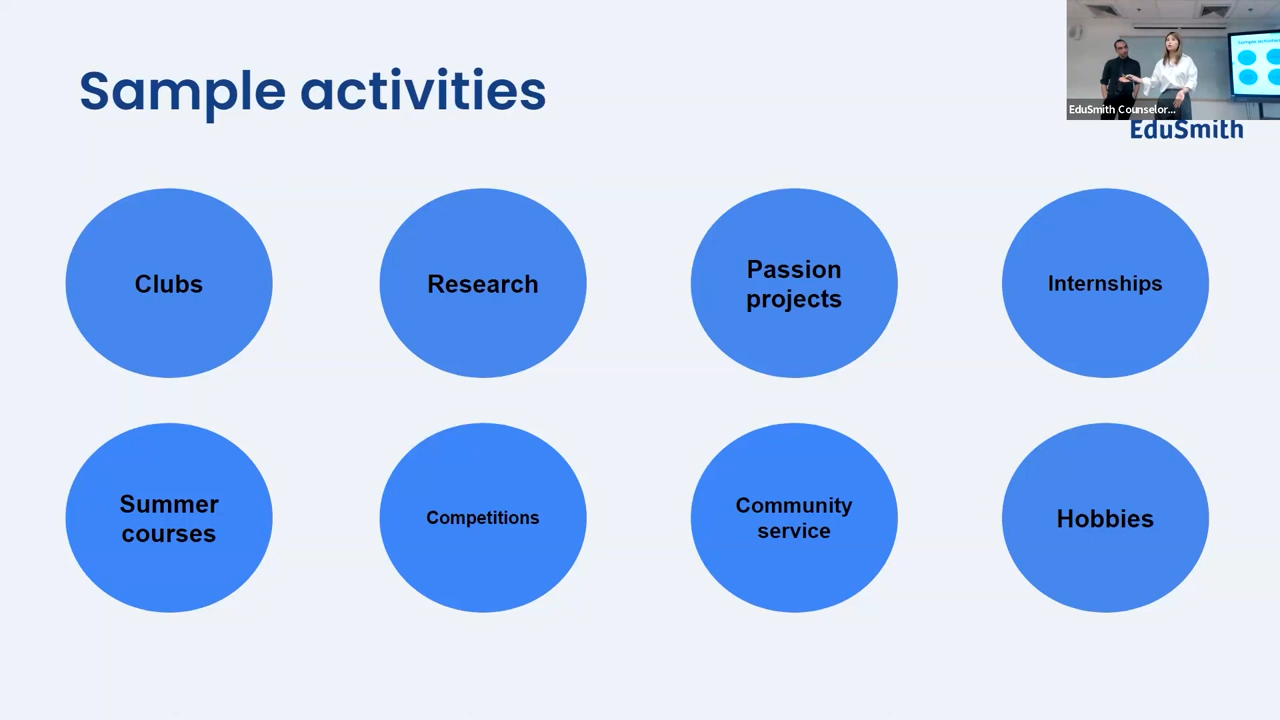 Sample activities
EduSmith Counselor...
EduSmith
Clubs
Research
Passion
projects
Internships
Summer
courses
Competitions
Community
service
Hobbies